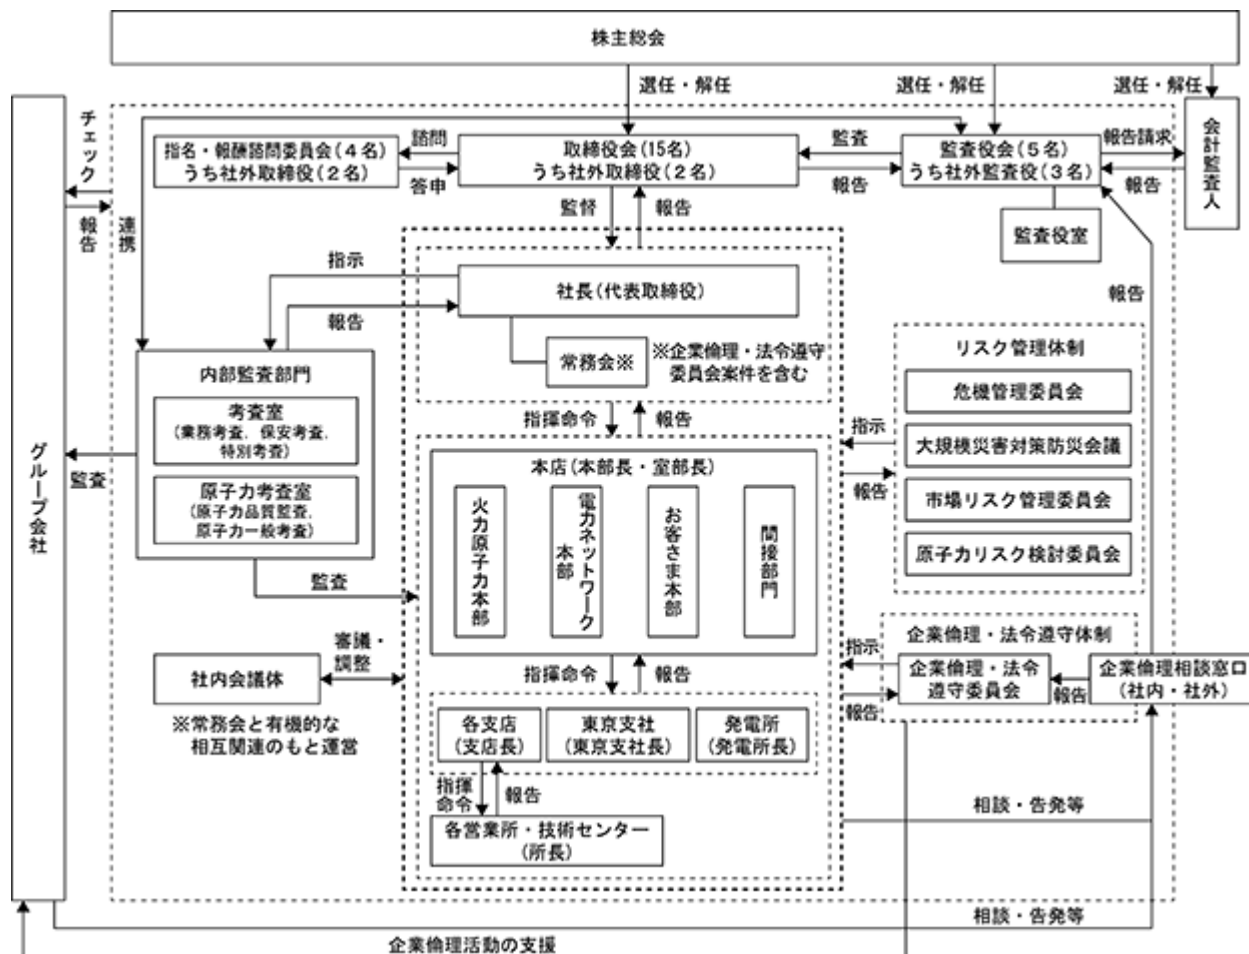 株主総会
選任・解任
選任・解任
選任・解任
チェック
報告
連携
指名・報酬諮問委員会(4名)
うち社外取締役(2名)
諮問
答申
取締役会(15名)
うち社外取締役(2名)
監査
報告
監査役会(5名)
うち社外監査役(3名)
報告請求
報告
会計監査人
監督
報告
監査役室
指示
報告
社長(代表取締役)
常務会※
※企業倫理・法令遵守
委員会案件を含む
報告
内部監査部門
考査室
(業務考査、保安考査、
特別考査)
原子力考査室
(原子力品質監査、
原子力一般考査)
監査
グループ会社
監査
指揮命令
報告
リスク管理体制
危機管理委員会
大規模災害対策防災会議
市場リスク管理委員会
原子力リスク検討委員会
指示
報告
本店(本部長・室部長)
火力原子力本部
電力ネットワーク
本部
お客さま本部
間接部門
指揮命令
報告
審議・
調整
社内会議体
※常務会と有機的な
相互関連のもと運営
企業倫理・法令遵守体制
指示
報告
企業倫理・法令
遵守委員会
報告
企業倫理相談窓口
(社内・社外)
各支店
(支店長)
東京支社
(東京支社長)
発電所
(発電所長)
指揮
命令
報告
各営業所・技術センター
(所長)
相談・告発等
相談・告発等
企業倫理活動の支援